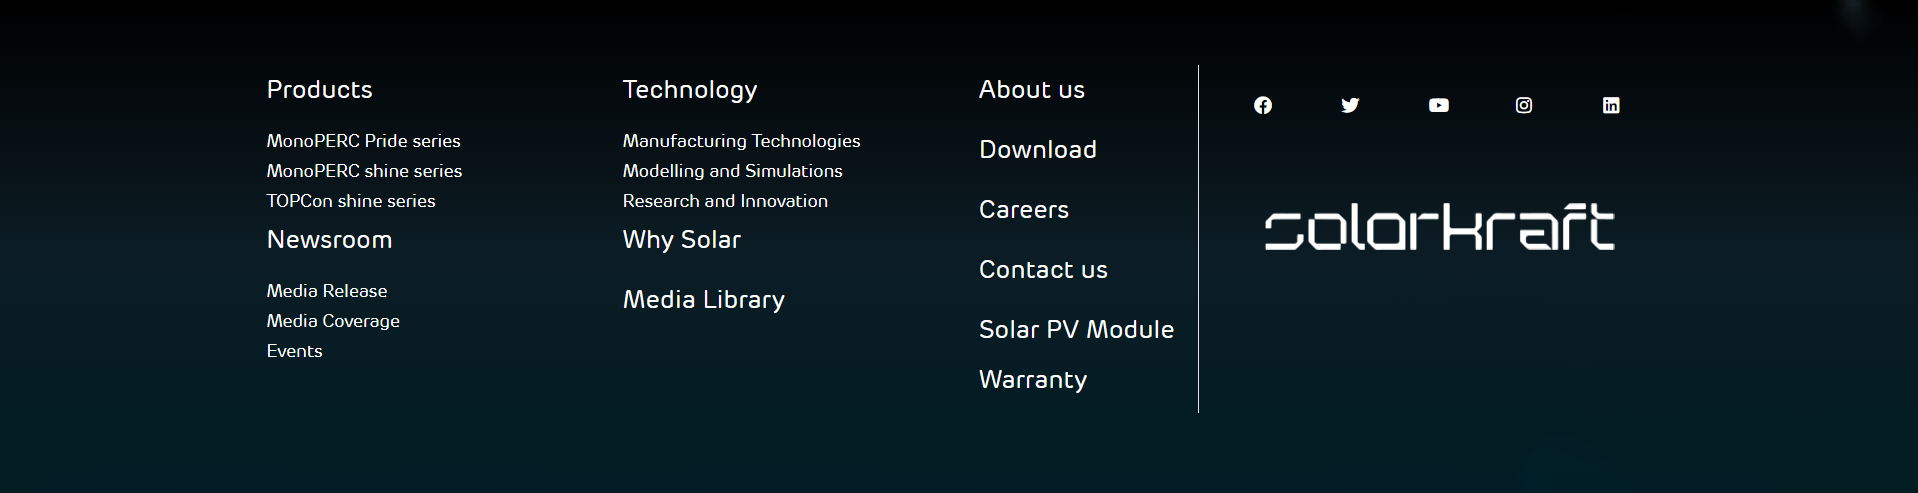 Products
MonoPERC Pride series
MonoPERC shine series
TOPCon shine series
Newsroom
Media Release
Media Coverage
Events
Technology
Manufacturing Technologies
Modelling and Simulations
Research and Innovation
Why Solar
Media Library
About us
Download
Careers
Contact us
Solar PV Module
Warranty
solarkraft